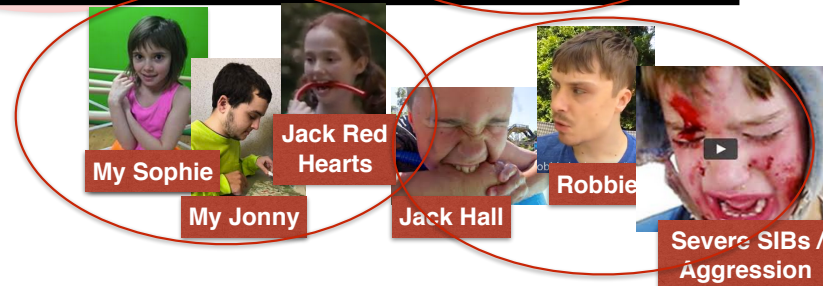 My Sophie
My Jonny
Jack Red
Hearts
Jack Hall
Robbie
Severe SIBs /
Aggression